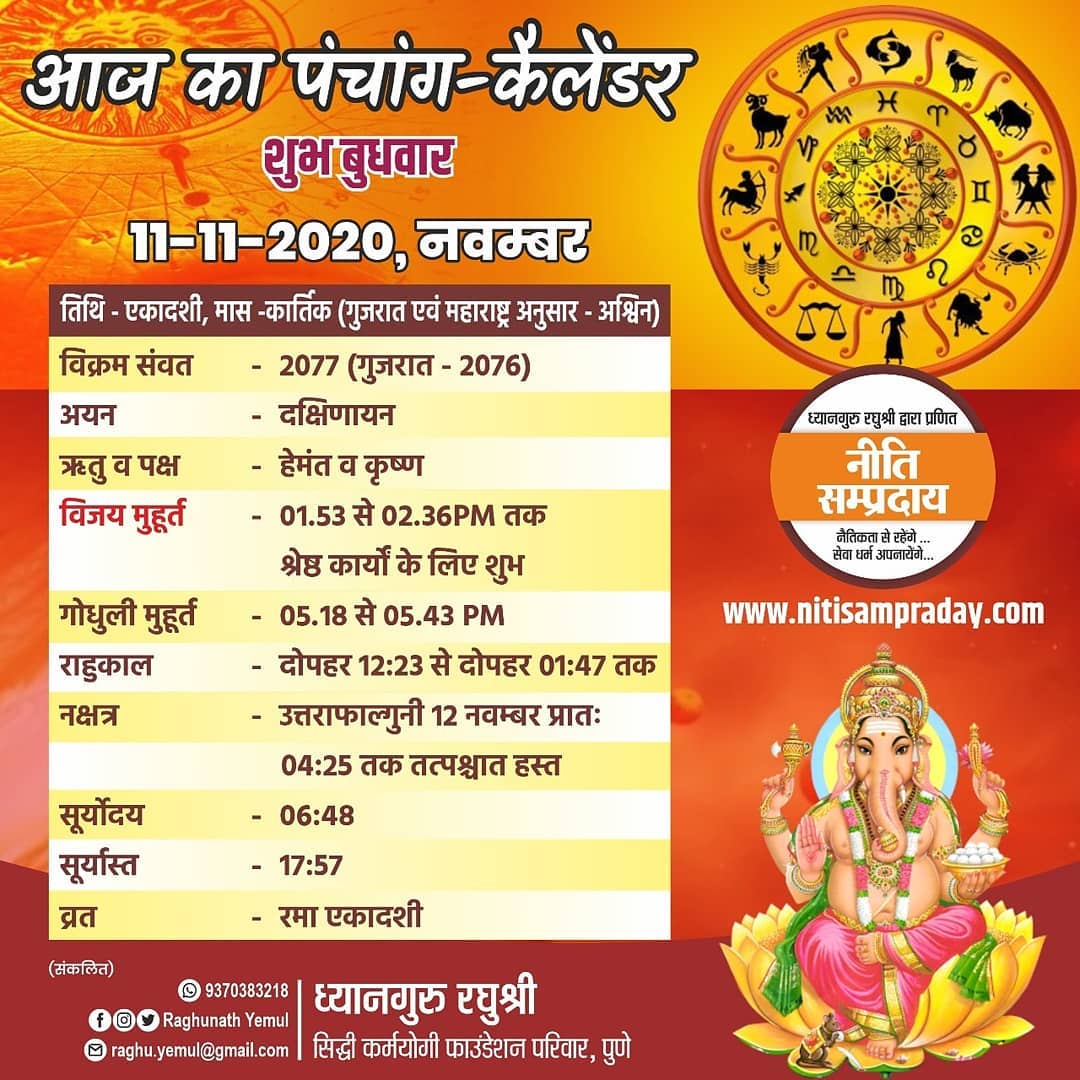 आज का पंचांग-कैलेंडर
शुभ बुधवार
11-11-2020, नवम्बर
तिथि - एकादशी, मास -कार्तिक (गुजरात एवं महाराष्ट्र अनुसार - अश्विन)
विक्रम संवत - 2077 (गुजरात - 2076)
अयन - दक्षिणायन
ऋतु व पक्ष - हेमंत व कृष्ण
विजय मुहूर्त - 01.53 से 02.36PM तक
श्रेष्ठ कार्यों के लिए शुभ
गोधुली मुहूर्त - 05.18 से 05.43 PM
राहुकाल - दोपहर 12:23 से दोपहर 01:47 तक
नक्षत्र - उत्तराफाल्गुनी 12 नवम्बर प्रातः
04:25 तक तत्पश्चात हस्त
सूर्योदय - 06:48
सूर्यास्त - 17:57
व्रत - रमा एकादशी
ध्यानगुरु रघुश्री द्वारा प्रणित
नीति
सम्प्रदाय
नैतिकता से रहेंगे ...
सेवा धर्म अपनायेंगे...
www.nitisampraday.com
(संकलित)
9370383218
Raghunath Yemul
raghu.yemul@gmail.com
ध्यानगुरु रघुश्री
सिद्धी कर्मयोगी फाउंडेशन परिवार, पुणे